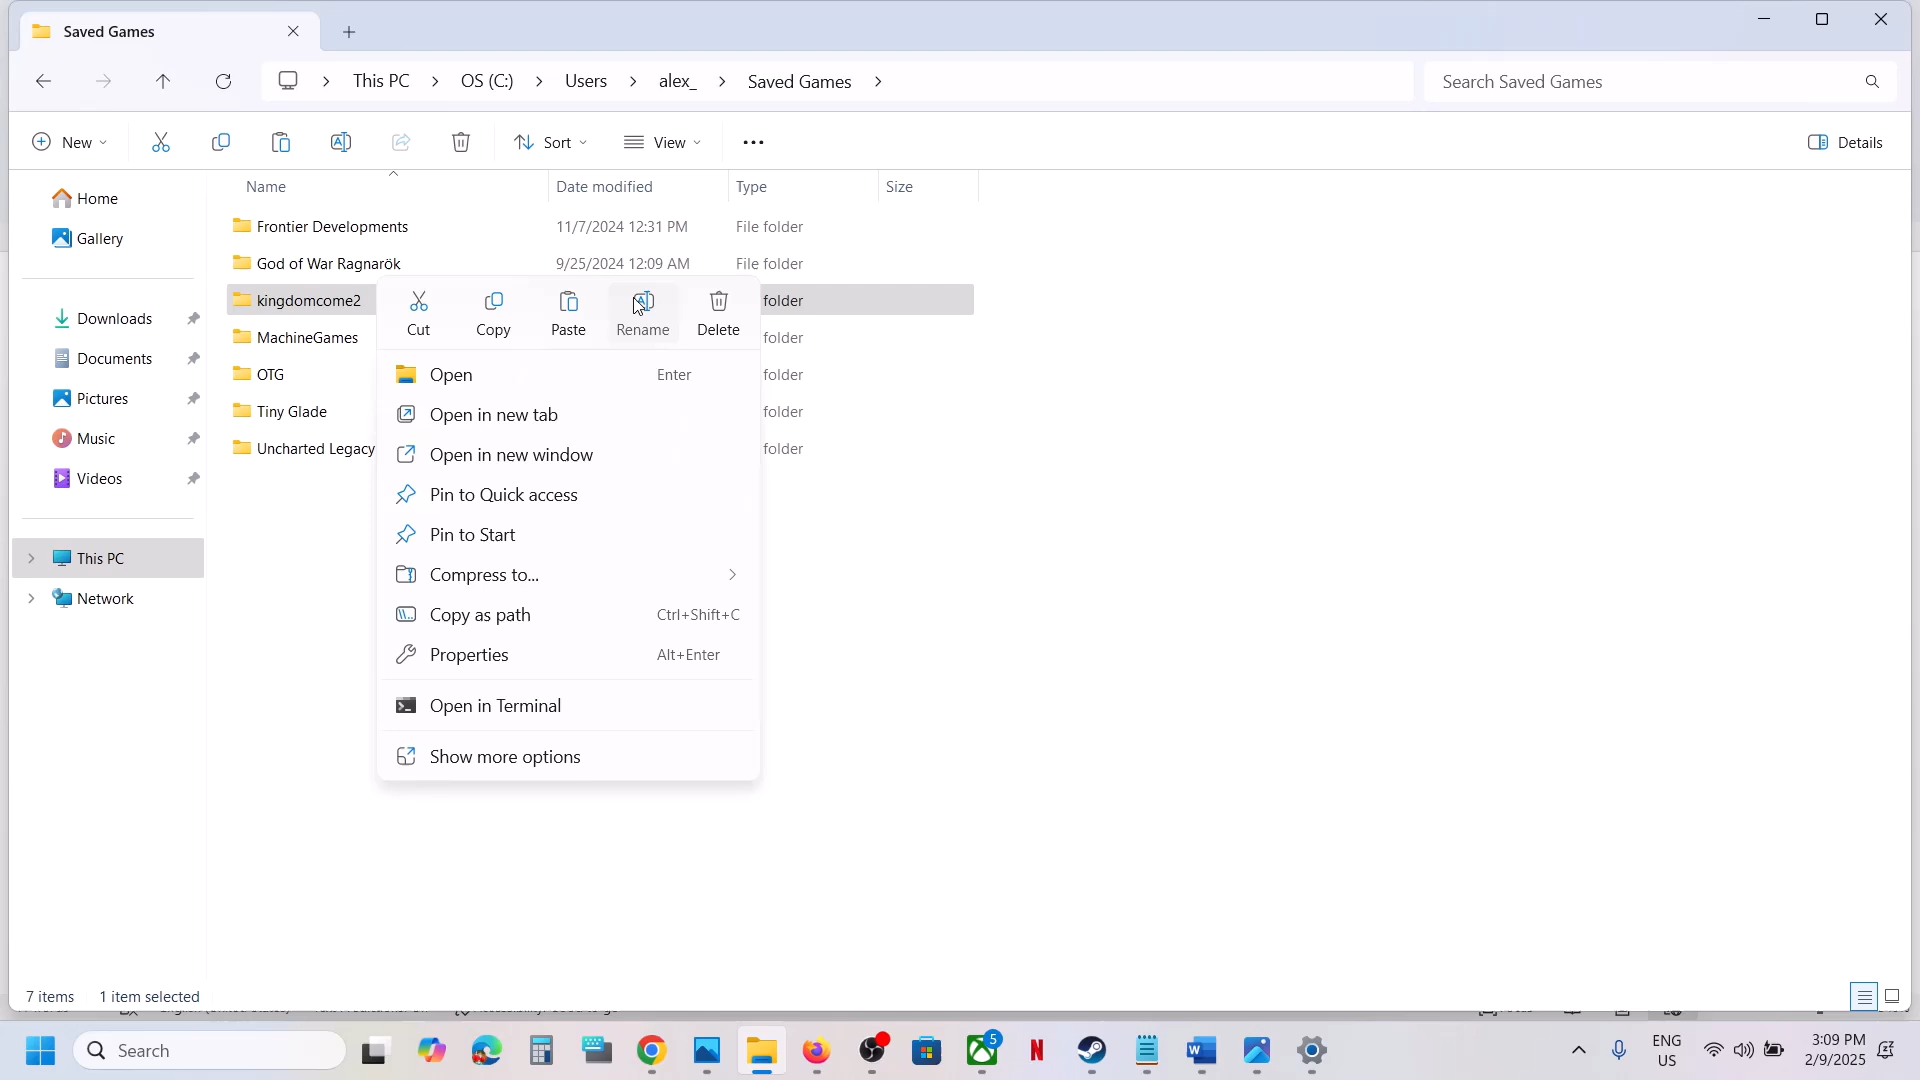 Saved Games
This PC > OS (C:) > Users > alex_ > Saved Games >
Search Saved Games
New
Sort
View
Details
Name
Date modified
Type
Size
Home
Gallery
Downloads
Documents
Pictures
Music
Videos
This PC
Network
Frontier Developments 11/7/2024 12:31 PM File folder
God of War Ragnarök 9/25/2024 12:09 AM File folder
kingdomcome2 folder
MachineGames folder
OTG folder
Tiny Glade folder
Uncharted Legacy folder
Cut
Copy
Paste
Rename
Delete
Open Enter
Open in new tab
Open in new window
Pin to Quick access
Pin to Start
Compress to...
Copy as path Ctrl+Shift+C
Properties Alt+Enter
Open in Terminal
Show more options
7 items 1 item selected
Search
5
ENG
US
3:09 PM
2/9/2025